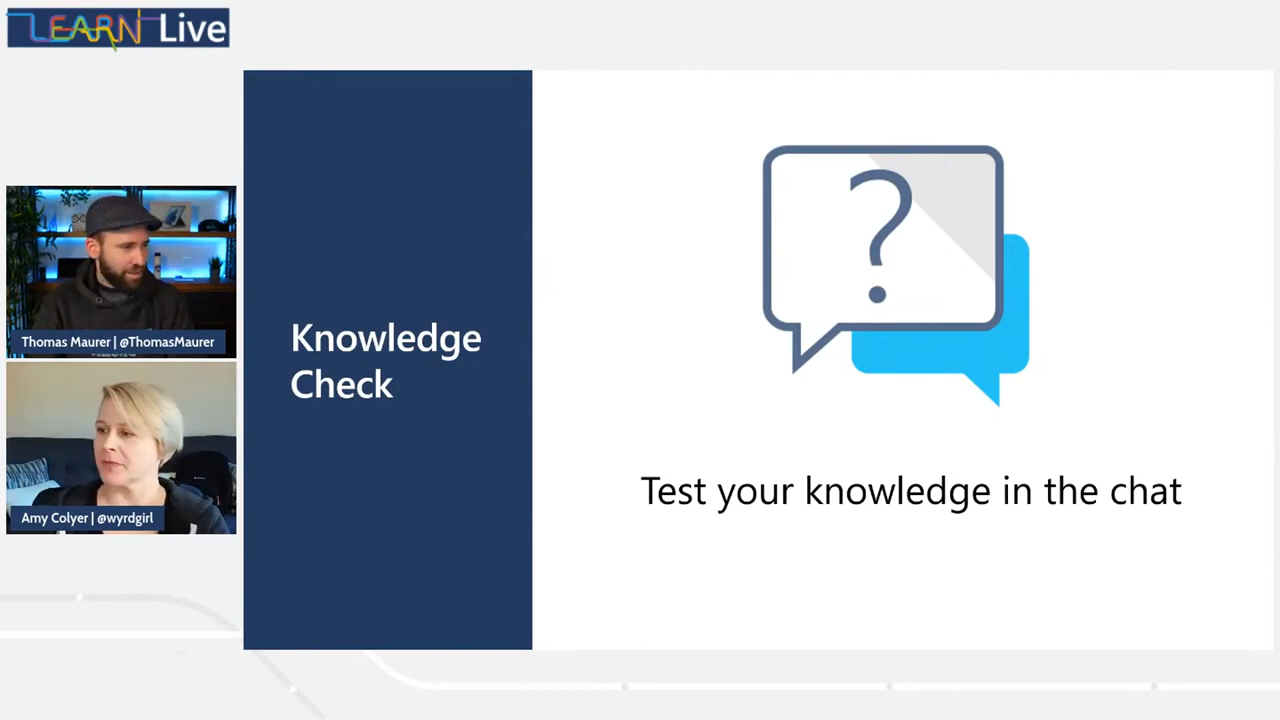 LEARN Live
Thomas Maurer | @ThomasMaurer
Amy Colyer | @wyrdgirl
Knowledge
Check
?
Test your knowledge in the chat